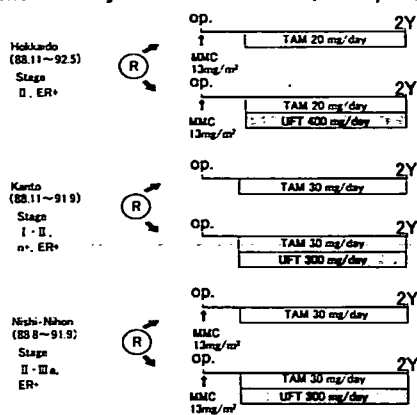 op.
2Y
TAM 20 mg/day
Hokkaido
(88.11~92.5)
Stage
II, ER+
R
MMC
13mg/m²
op.
2Y
TAM 20 mg/day
UFT 400 mg/day
MMC
13mg/m²
op.
2Y
TAM 30 mg/day
Kanto
(88.11~91.9)
Stage
I - II,
n+, ER+
R
op.
2Y
TAM 30 mg/day
UFT 300 mg/day
op.
2Y
TAM 30 mg/day
Nishi-Nihon
(88.8~91.9)
Stage
II - IIIa,
ER+
R
MMC
13mg/m²
op.
2Y
TAM 30 mg/day
UFT 300 mg/day
MMC
13mg/m²